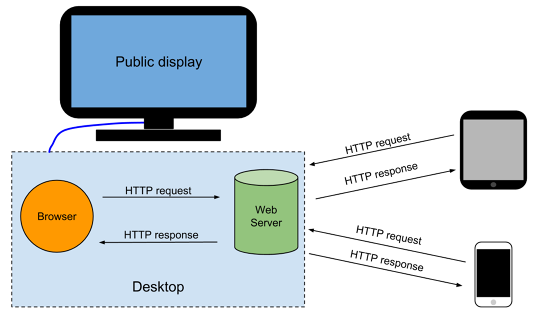 Public display
HTTP request
HTTP response
HTTP request
Browser
Web
Server
HTTP response
HTTP request
HTTP response
Desktop